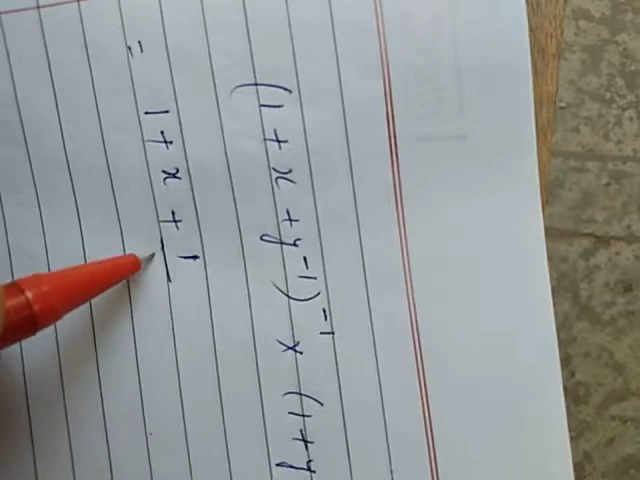 (1 + x + y⁻¹)⁻¹ × (1 + y
= 1 + x + 1/